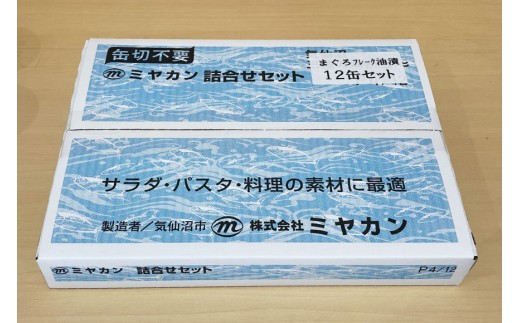 缶切不要
気仙沼
まぐろフレーク油漬
12缶セット
m ミヤカン 詰合せセット
サラダ・パスタ・料理の素材に最適
製造者/気仙沼市 m 株式会社 ミヤカン
m ミヤカン 詰合せセット P4/12